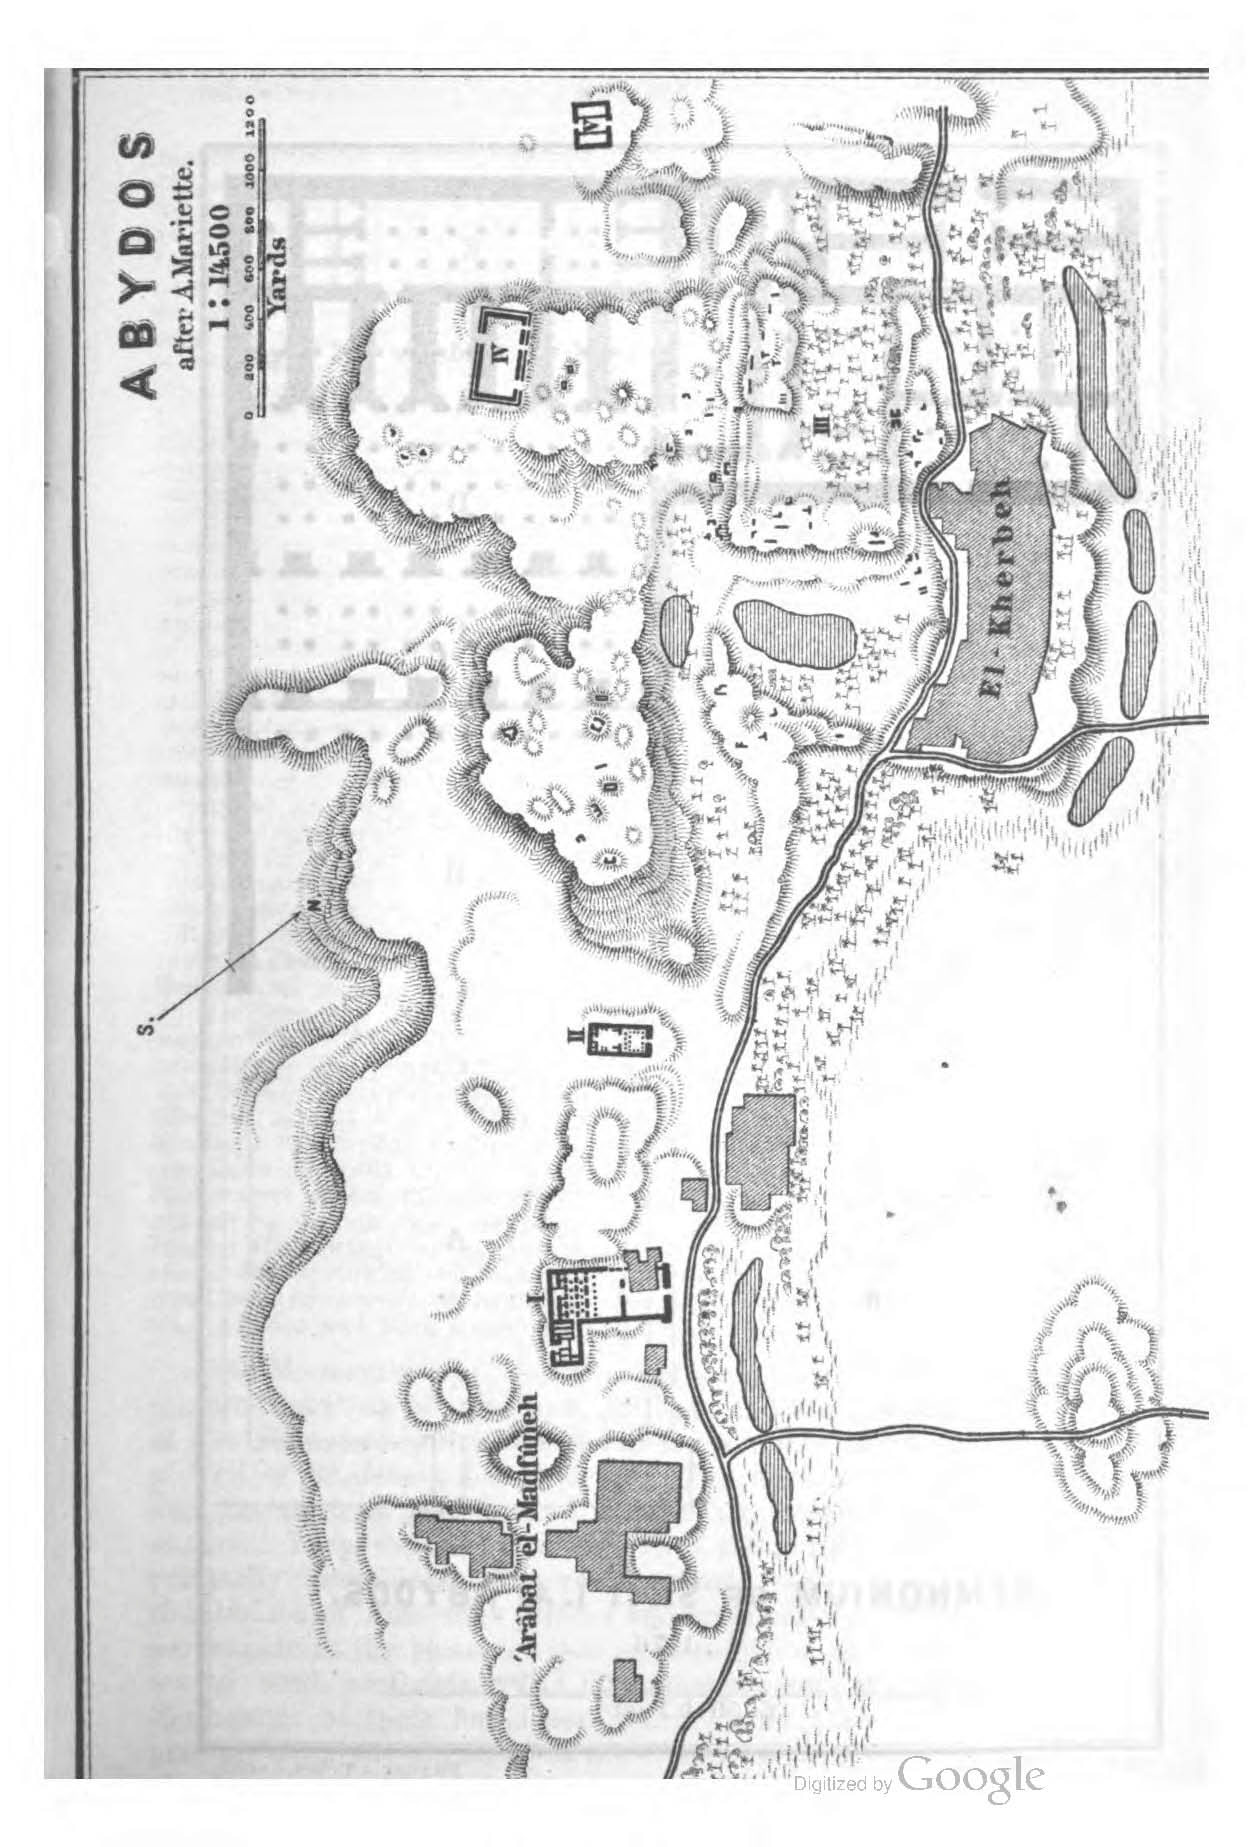 ABYDOS
after A. Mariette.
1 : 14500
0 200 400 600 800 1000 1200
Yards
S.
N.
I
II
III
IV
V
El-Kherbeh
'Arâbat el-Madfûneh
Digitized by Google